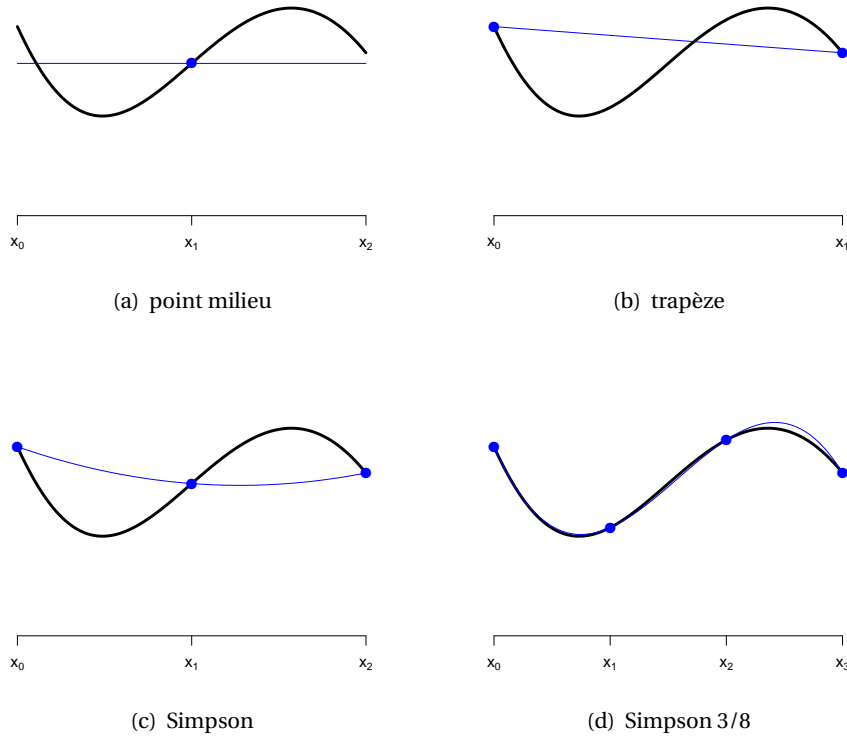 x0 x1 x2
x0 x1
(a) point milieu
(b) trapèze
x0 x1 x2
x0 x1 x2 x3
(c) Simpson
(d) Simpson 3/8